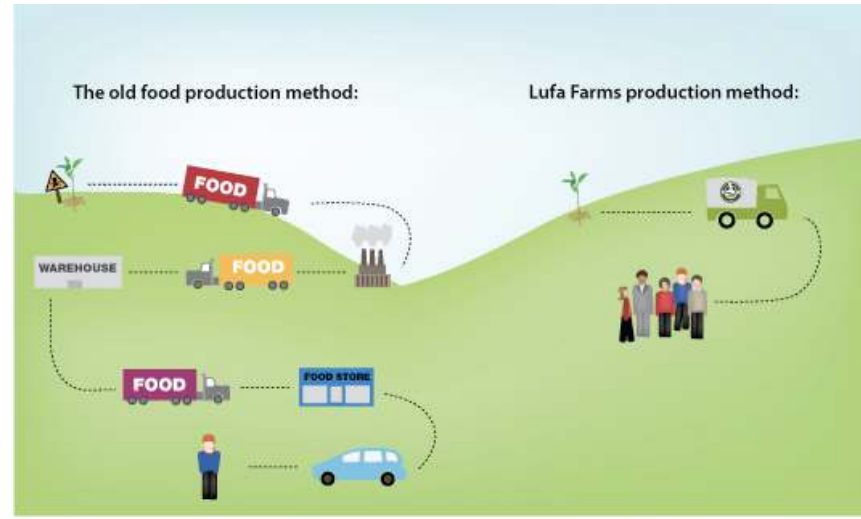 The old food production method:
Lufa Farms production method:
FOOD
WAREHOUSE
FOOD
FOOD
FOOD STORE